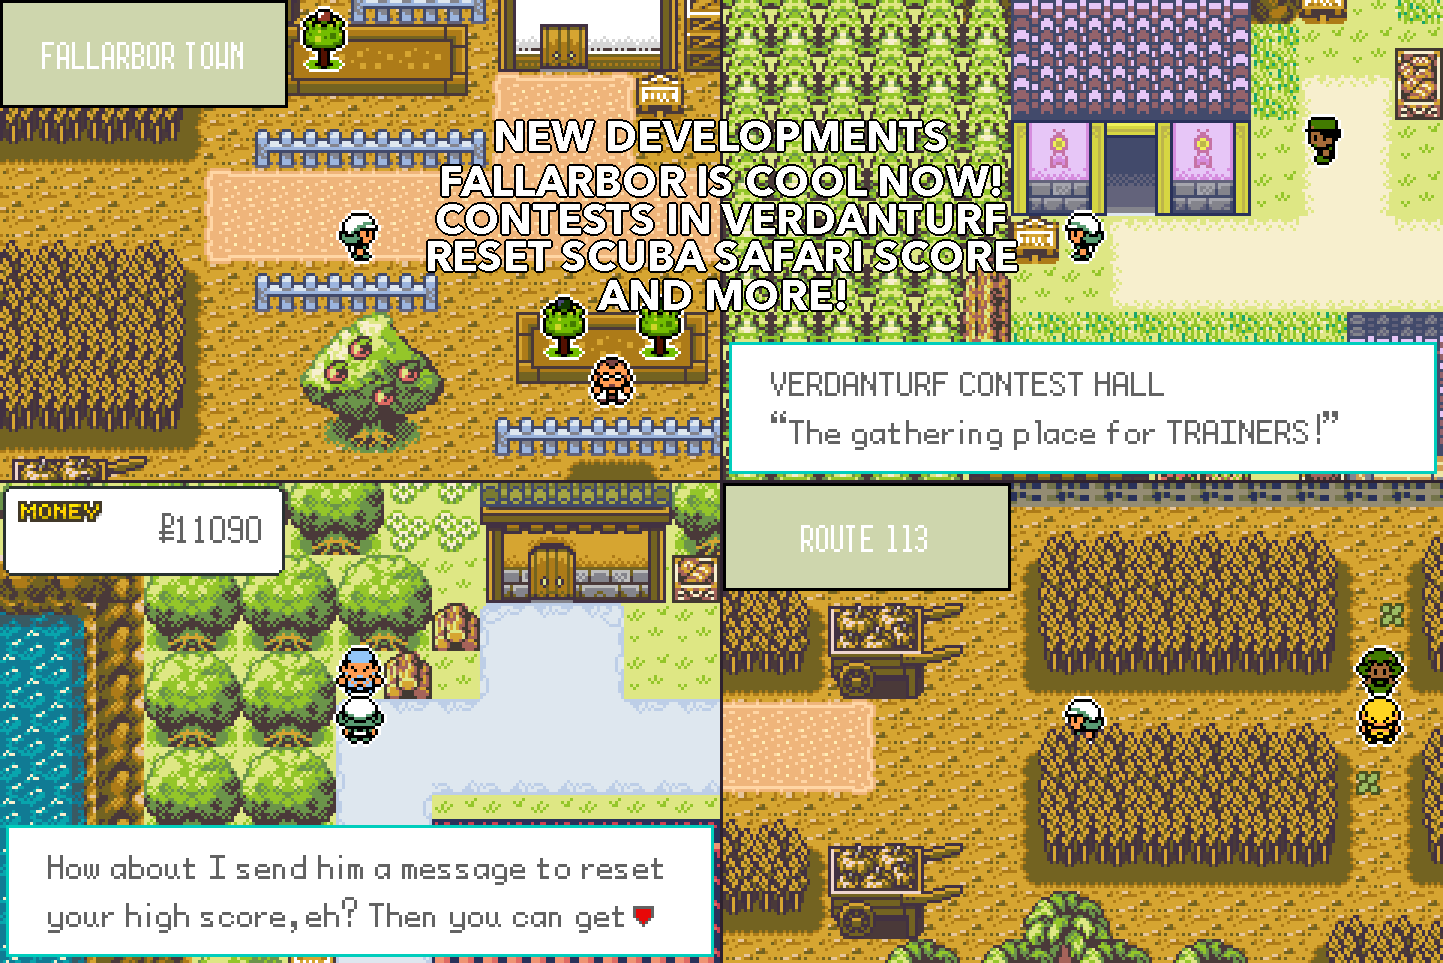 FALLARBOR TOWN
NEW DEVELOPMENTS
FALLARBOR IS COOL NOW!
CONTESTS IN VERDANTURF
RESET SCUBA SAFARI SCORE
AND MORE!
VERDANTURF CONTEST HALL
“The gathering place for TRAINERS!”
MONEY
₽11090
How about I send him a message to reset
your high score, eh? Then you can get
ROUTE 113